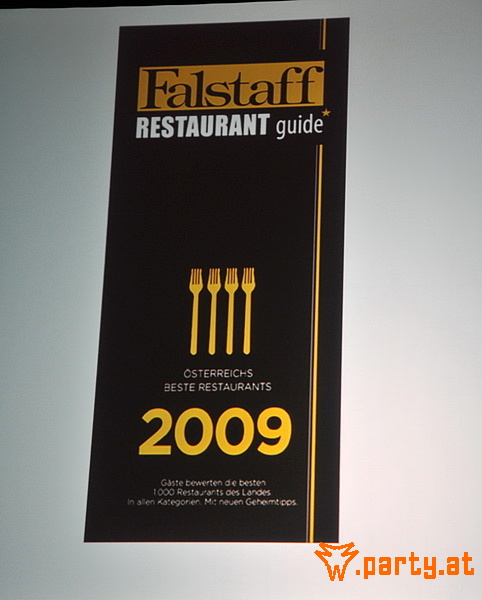 Falstaff
RESTAURANT guide
ÖSTERREICHS
BESTE RESTAURANTS
2009
Gäste bewerten die besten
1.000 Restaurants des Landes.
In allen Kategorien. Mit neuen Geheimtipps.
w.party.at